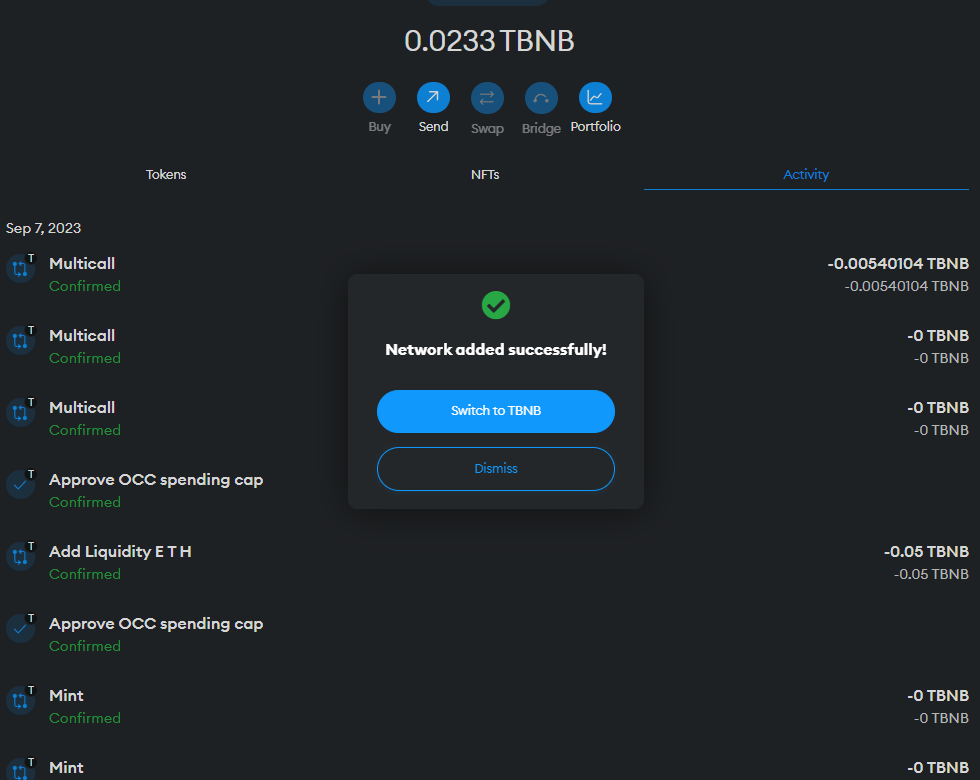 0.0233 TBNB
Buy
Send
Swap
Bridge
Portfolio
Tokens
NFTs
Activity
Sep 7, 2023
T
Multicall
-0.00540104 TBNB
Confirmed
-0.00540104 TBNB
Network added successfully!
T
Multicall
-0 TBNB
Confirmed
-0 TBNB
Switch to TBNB
T
Multicall
-0 TBNB
Confirmed
-0 TBNB
Dismiss
T
Approve OCC spending cap
Confirmed
T
Add Liquidity E T H
-0.05 TBNB
Confirmed
-0.05 TBNB
T
Approve OCC spending cap
Confirmed
T
Mint
-0 TBNB
Confirmed
-0 TBNB
T
Mint
-0 TBNB